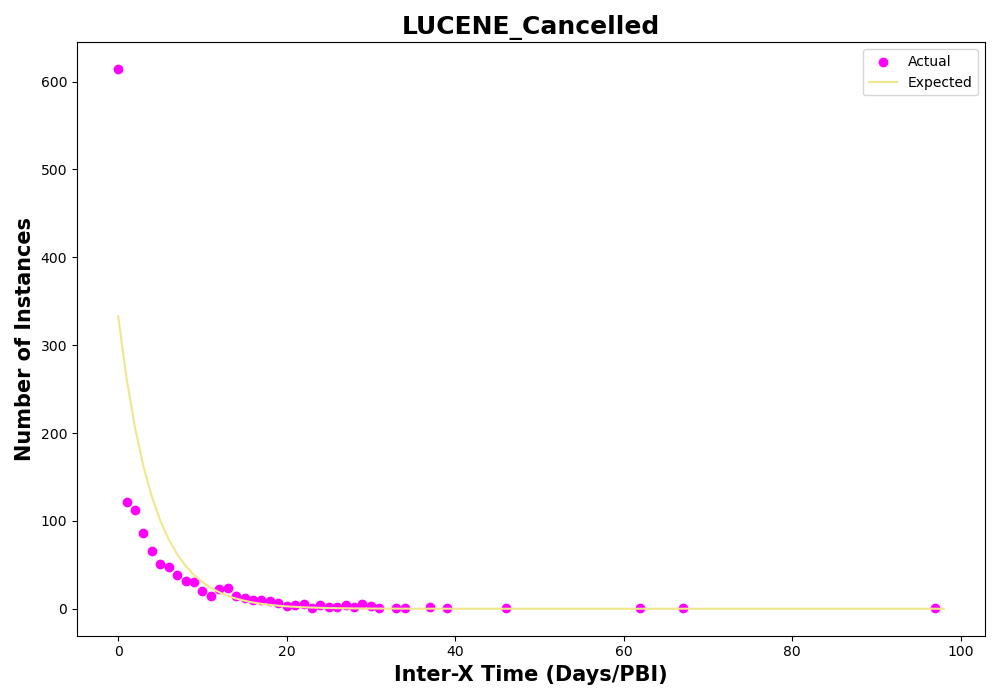 LUCENE_Cancelled
Actual
Expected
Number of Instances
600
500
400
300
200
100
0
0 20 40 60 80 100
Inter-X Time (Days/PBI)